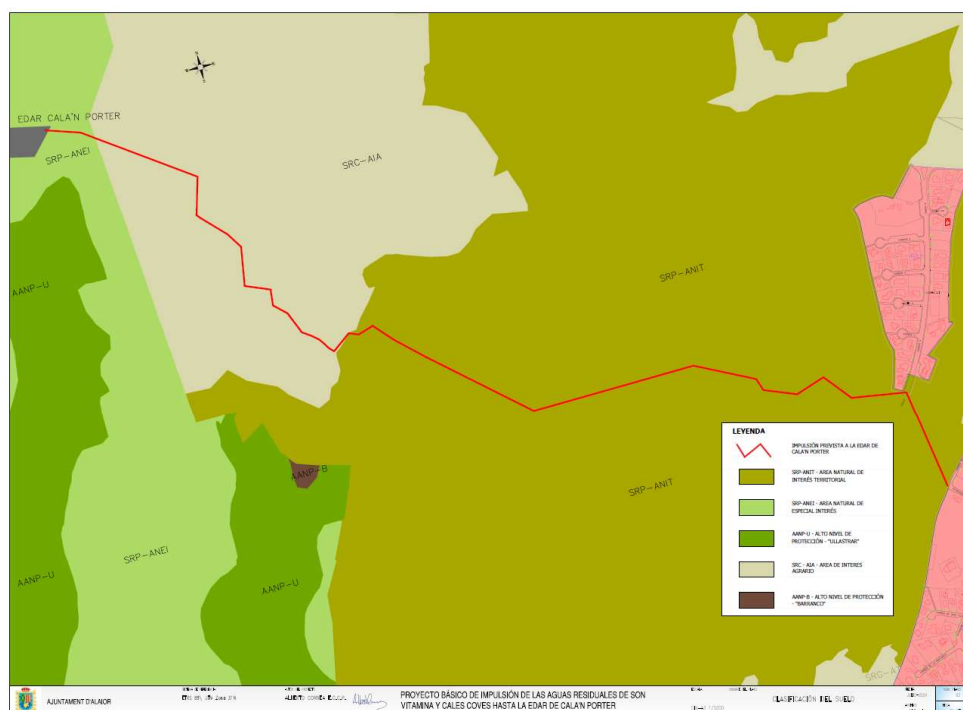 EDAR CALA'N PORTER
SRP-ANEI
SRC-AIA
SRP-ANIT
AANP-U
AANP-B
SRP-ANIT
SRP-ANEI
AANP-U
AANP-U
LEYENDA
IMPULSIÓN PREVISTA A LA EDAR DE
CALA'N PORTER
SRP-ANIT - AREA NATURAL DE
INTERÉS TERRITORIAL
SRP-ANEI - AREA NATURAL DE
ESPECIAL INTERÉS
AANP-U - ALTO NIVEL DE
PROTECCIÓN - "ULLASTRAR"
SRC - AIA - AREA DE INTERES
AGRARIO
AANP-B - ALTO NIVEL DE PROTECCIÓN
- "BARRANCO"
AJUNTAMENT D'ALAIOR
PROYECTO BÁSICO DE IMPULSIÓN DE LAS AGUAS RESIDUALES DE SON
VITAMINA Y CALES COVES HASTA LA EDAR DE CALA'N PORTER
CLASIFICACIÓN DEL SUELO